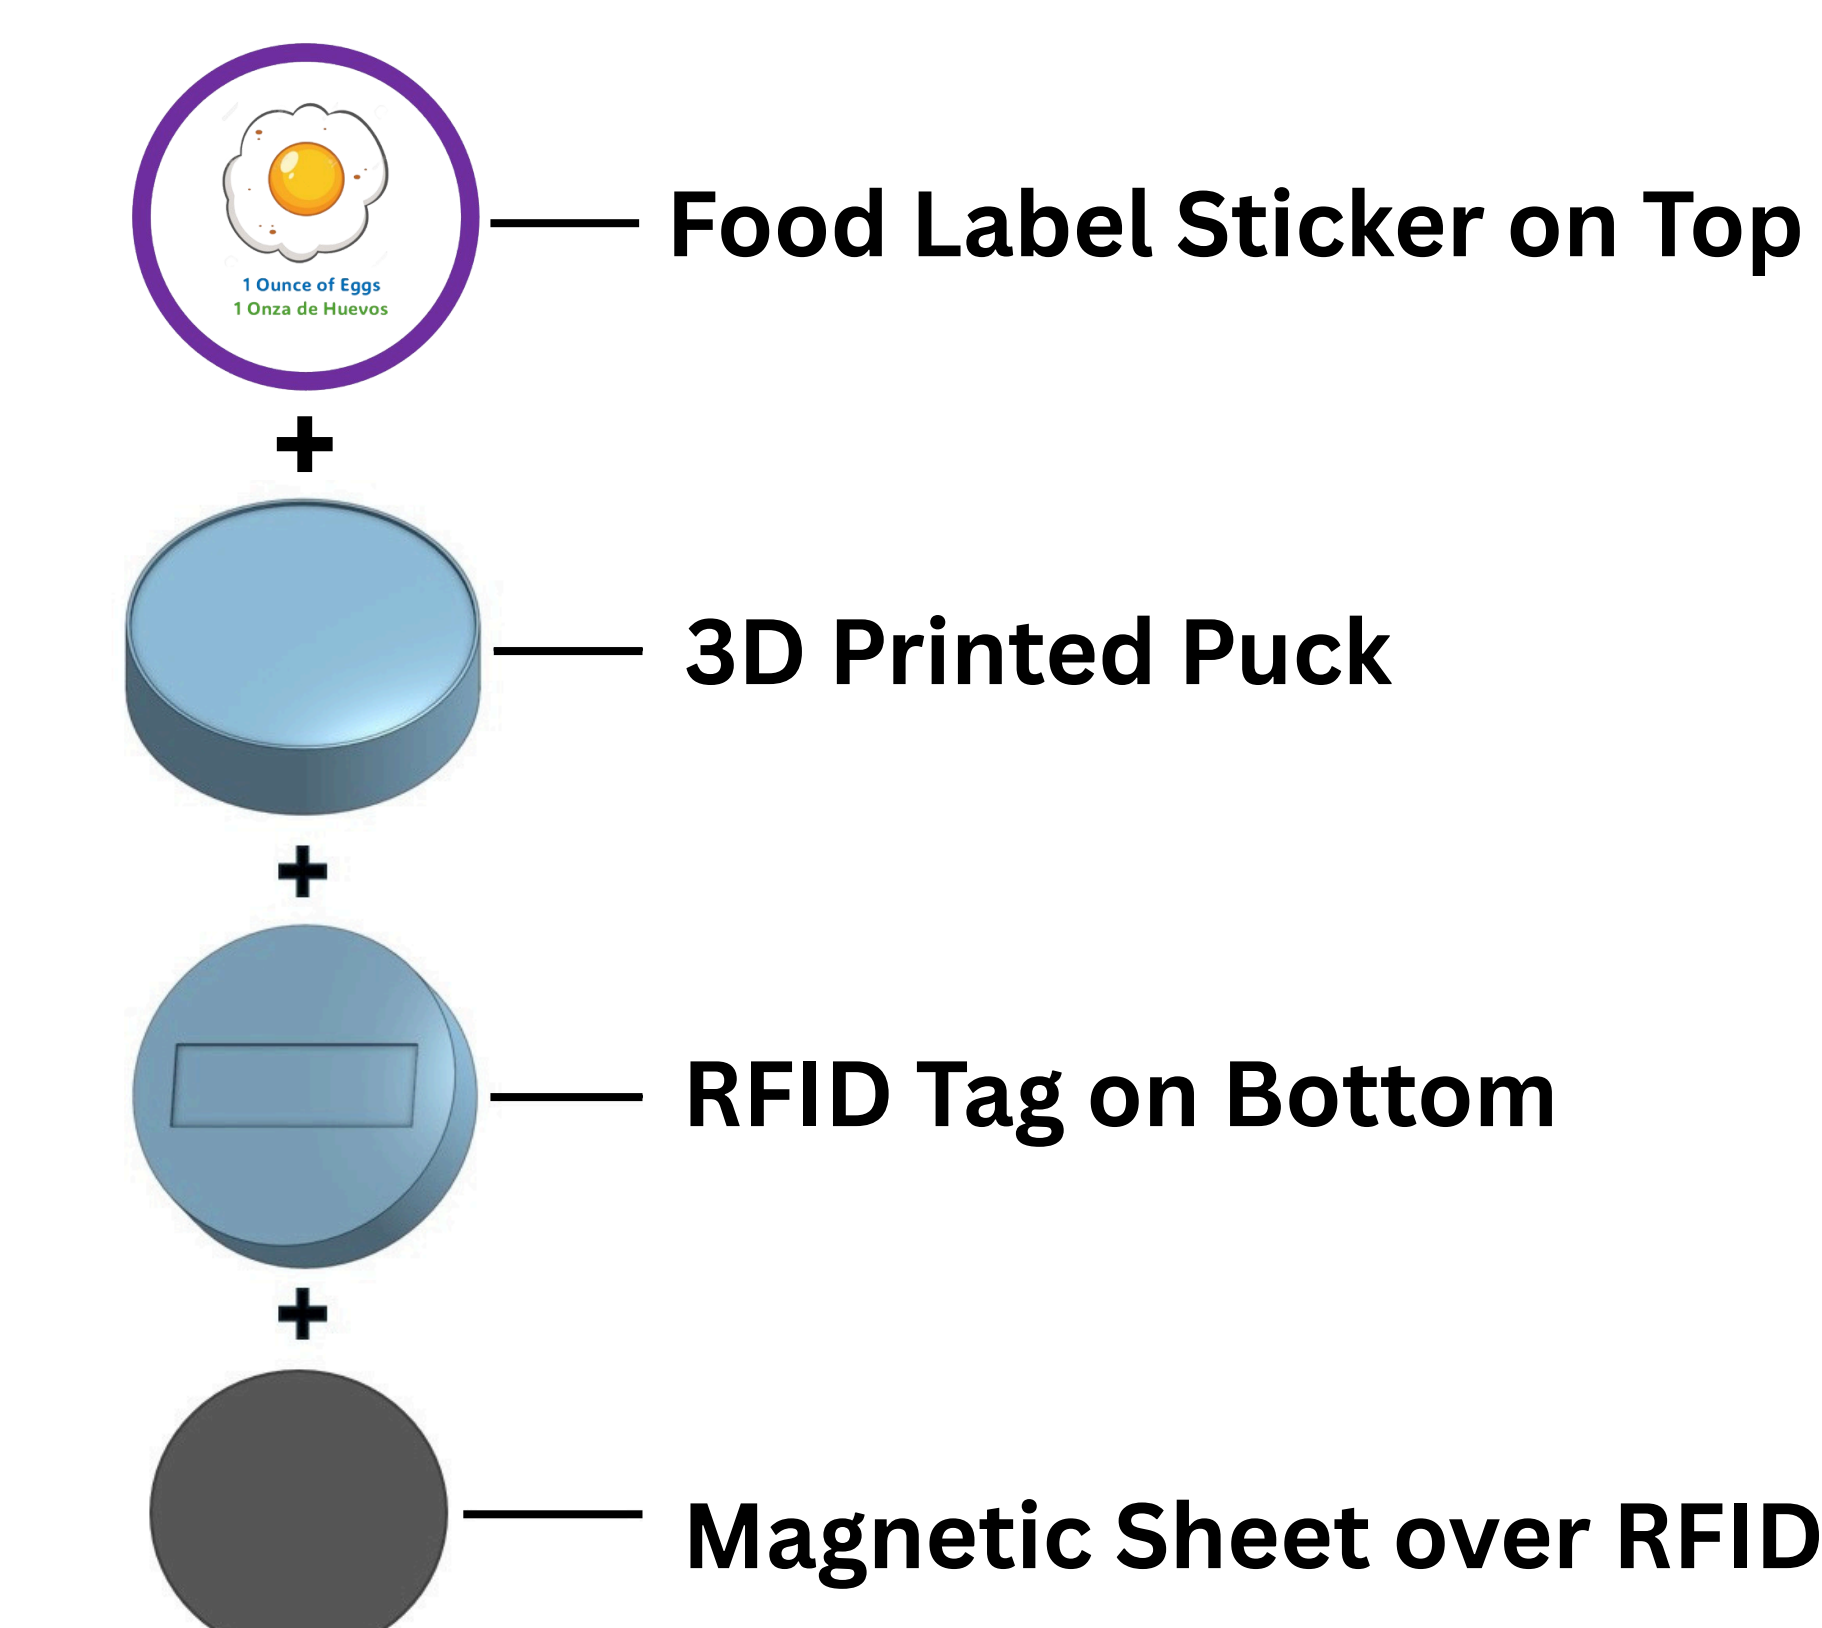 1 Ounce of Eggs
1 Onza de Huevos
Food Label Sticker on Top
+
3D Printed Puck
+
RFID Tag on Bottom
+
Magnetic Sheet over RFID